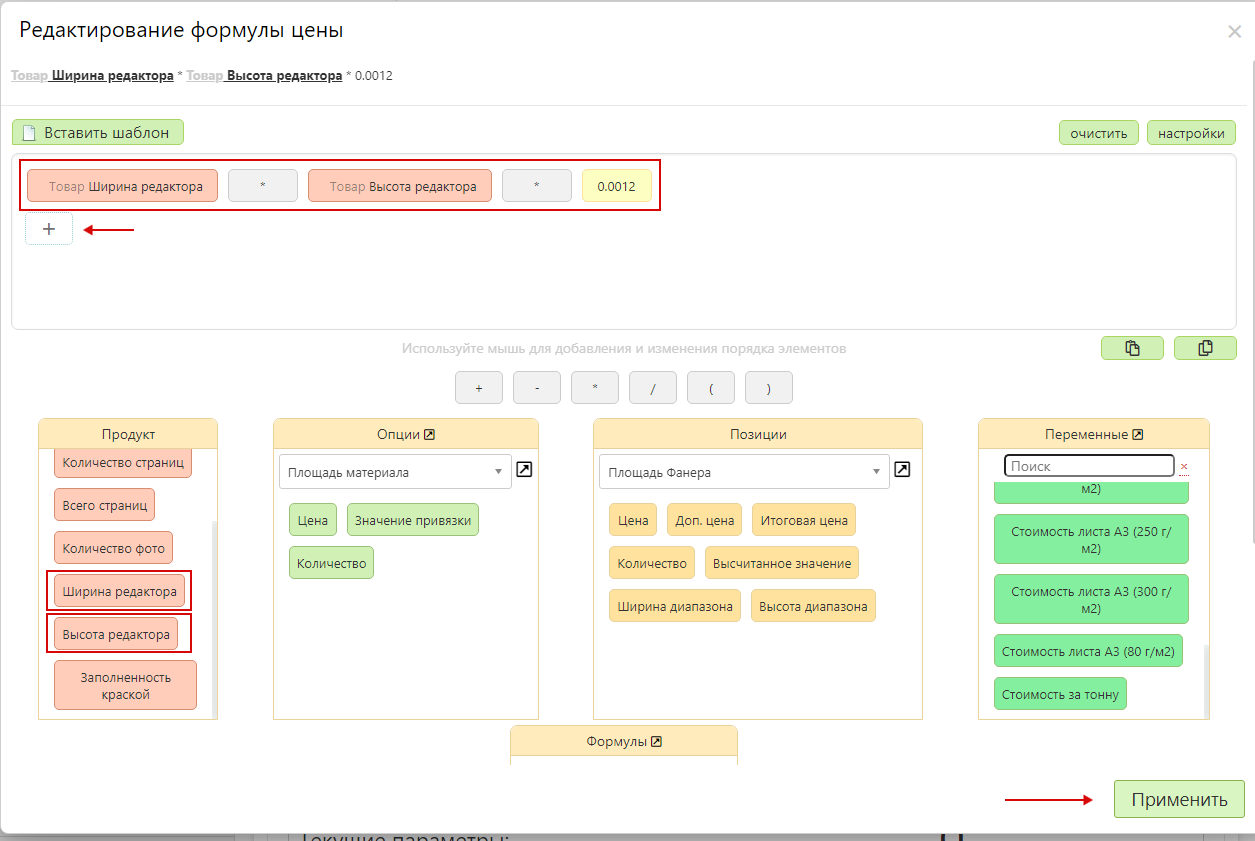 Редактирование формулы цены
×
Товар Ширина редактора * Товар Высота редактора * 0.0012
Вставить шаблон
очистить
настройки
Товар Ширина редактора
*
Товар Высота редактора
*
0.0012
+
Используйте мышь для добавления и изменения порядка элементов
+
-
*
/
(
)
Продукт
Количество страниц
Всего страниц
Количество фото
Ширина редактора
Высота редактора
Заполненность
краской
Опции
Площадь материала
Цена
Значение привязки
Количество
Позиции
Площадь Фанера
Цена
Доп. цена
Итоговая цена
Количество
Высчитанное значение
Ширина диапазона
Высота диапазона
Переменные
Поиск
×
м2)
Стоимость листа А3 (250 г/
м2)
Стоимость листа А3 (300 г/
м2)
Стоимость листа А3 (80 г/м2)
Стоимость за тонну
Формулы
Применить
Текущие параметры: